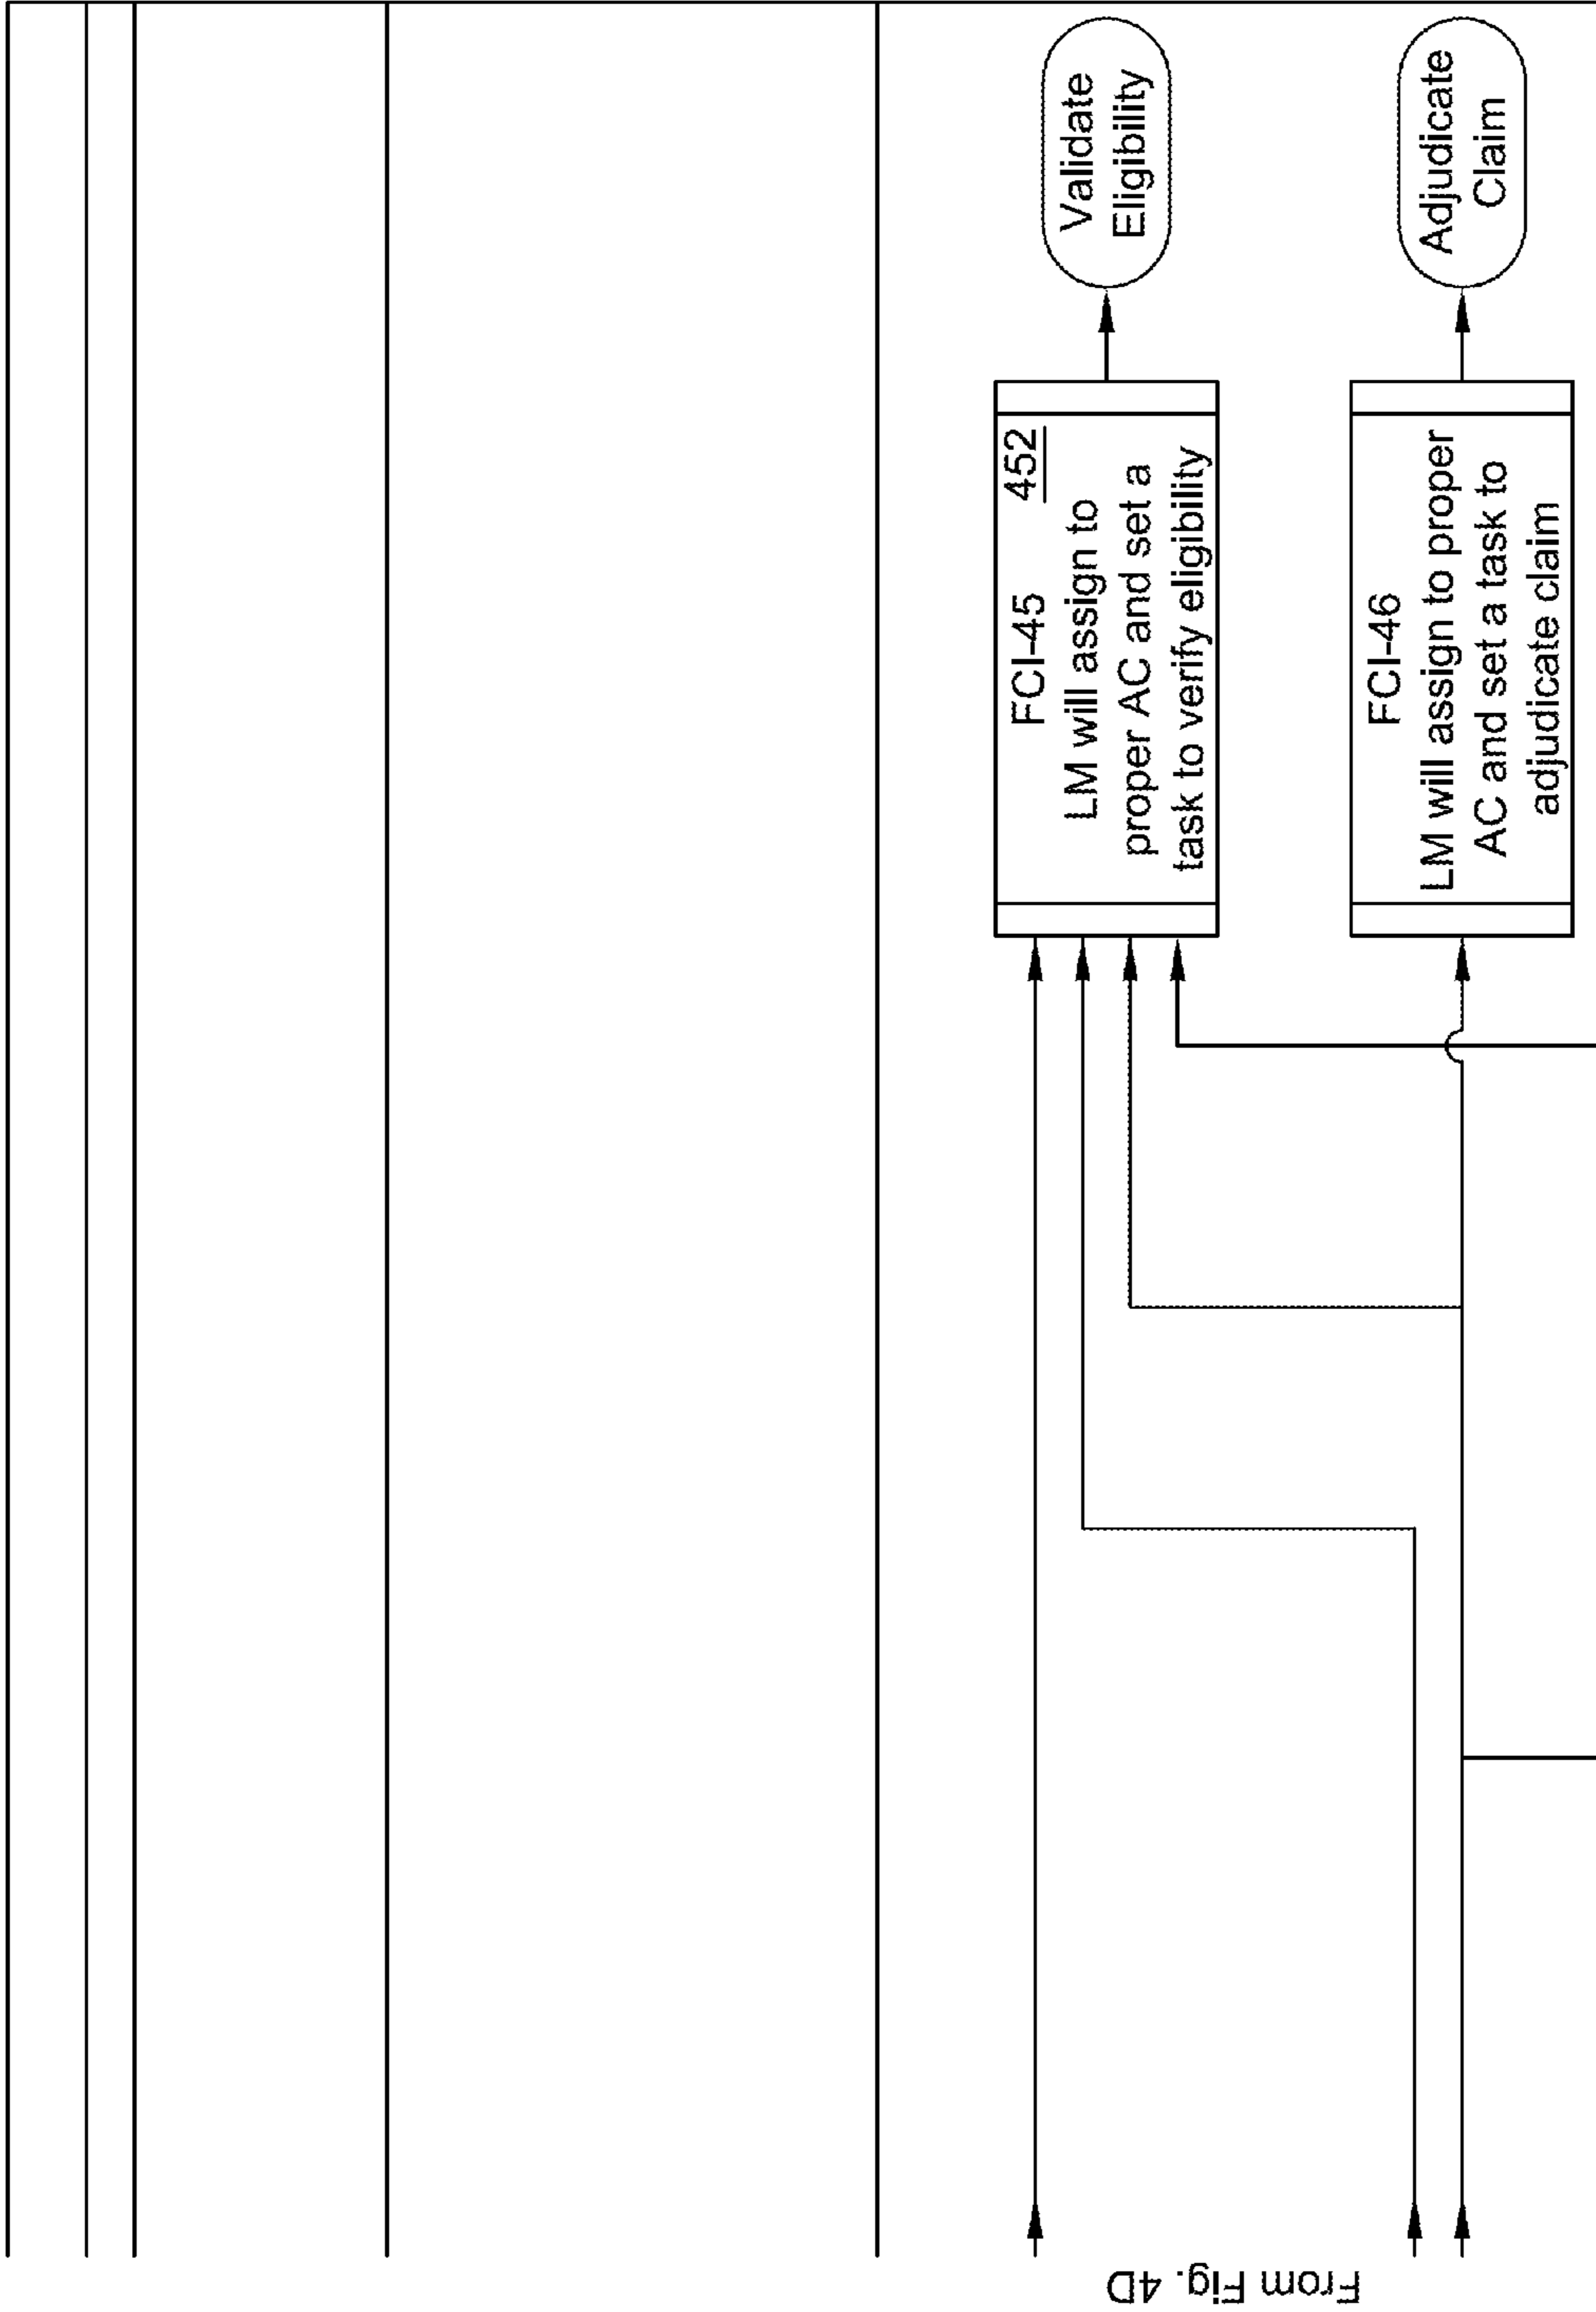 From Fig. 4D
FCI-45 452
LM will assign to
proper AC and set a
task to verify eligibility
Validate
Eligibility
FCI-46
LM will assign to proper
AC and set a task to
adjudicate claim
Adjudicate
Claim